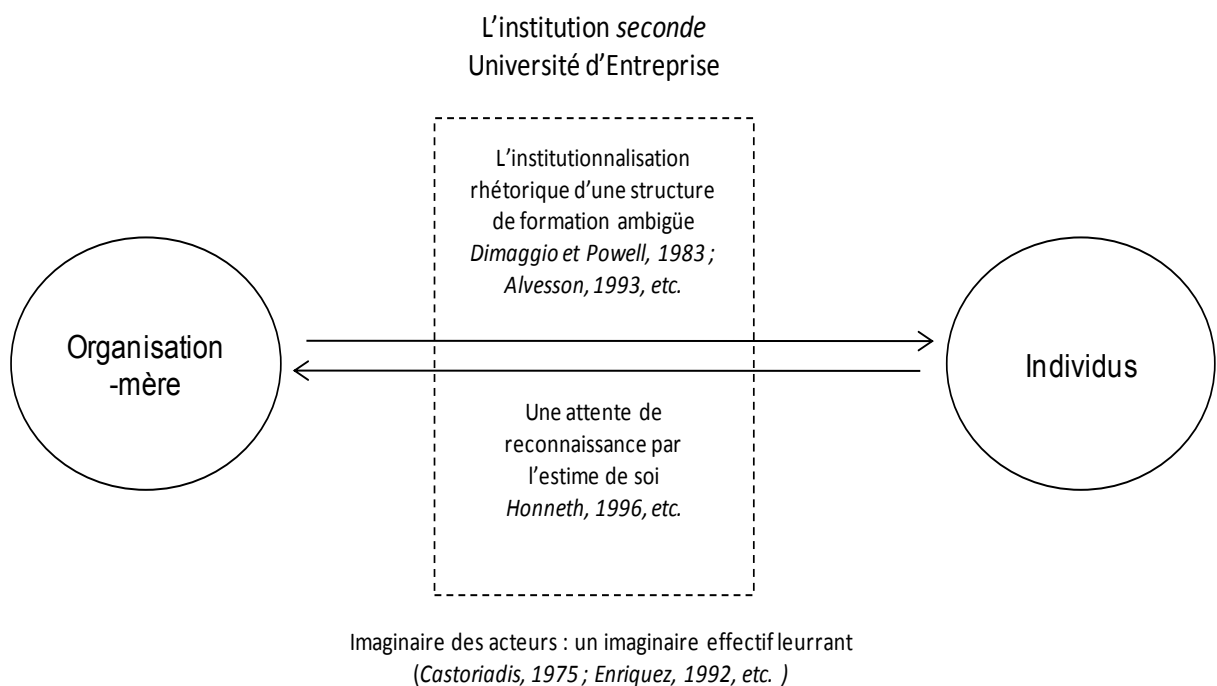 L'institution seconde
Université d'Entreprise
L'institutionnalisation
rhétorique d'une structure
de formation ambigüe
Dimaggio et Powell, 1983 ;
Alvesson, 1993, etc.
Organisation
-mère
Individus
Une attente de
reconnaissance par
l'estime de soi
Honneth, 1996, etc.
Imaginaire des acteurs : un imaginaire effectif leurrant
(Castoriadis, 1975 ; Enriquez, 1992, etc. )